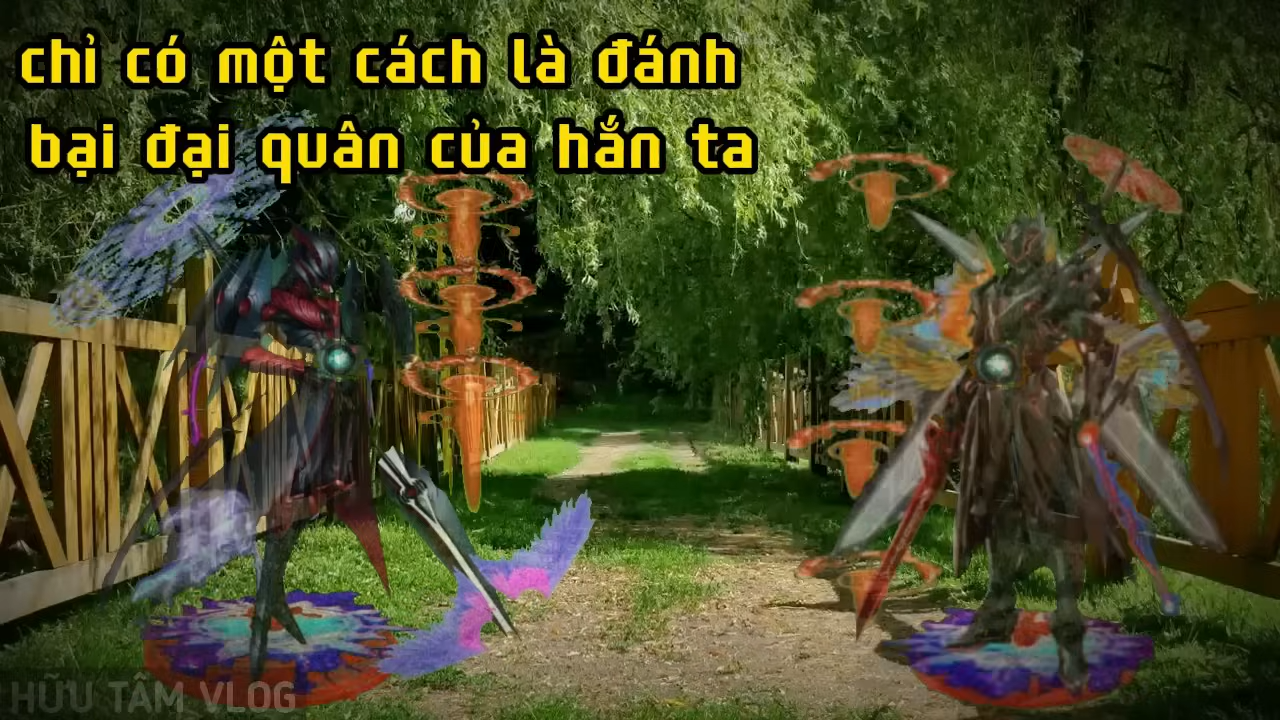 chỉ có một cách là đánh
bại đại quân của hắn ta
HỮU TÂM VLOG